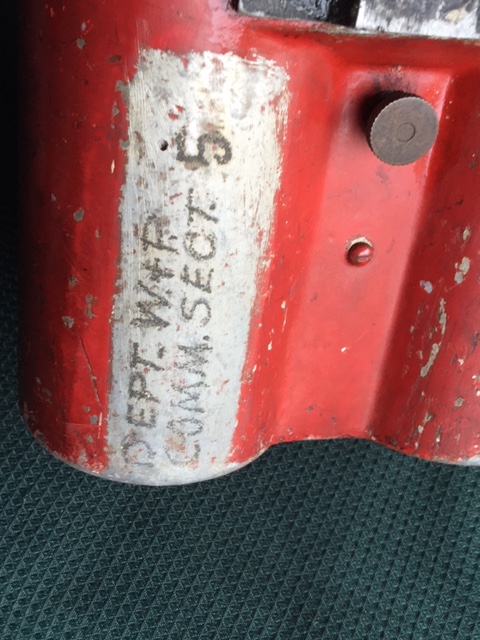 DEPT. W.+P.
COMM. SECT. 5